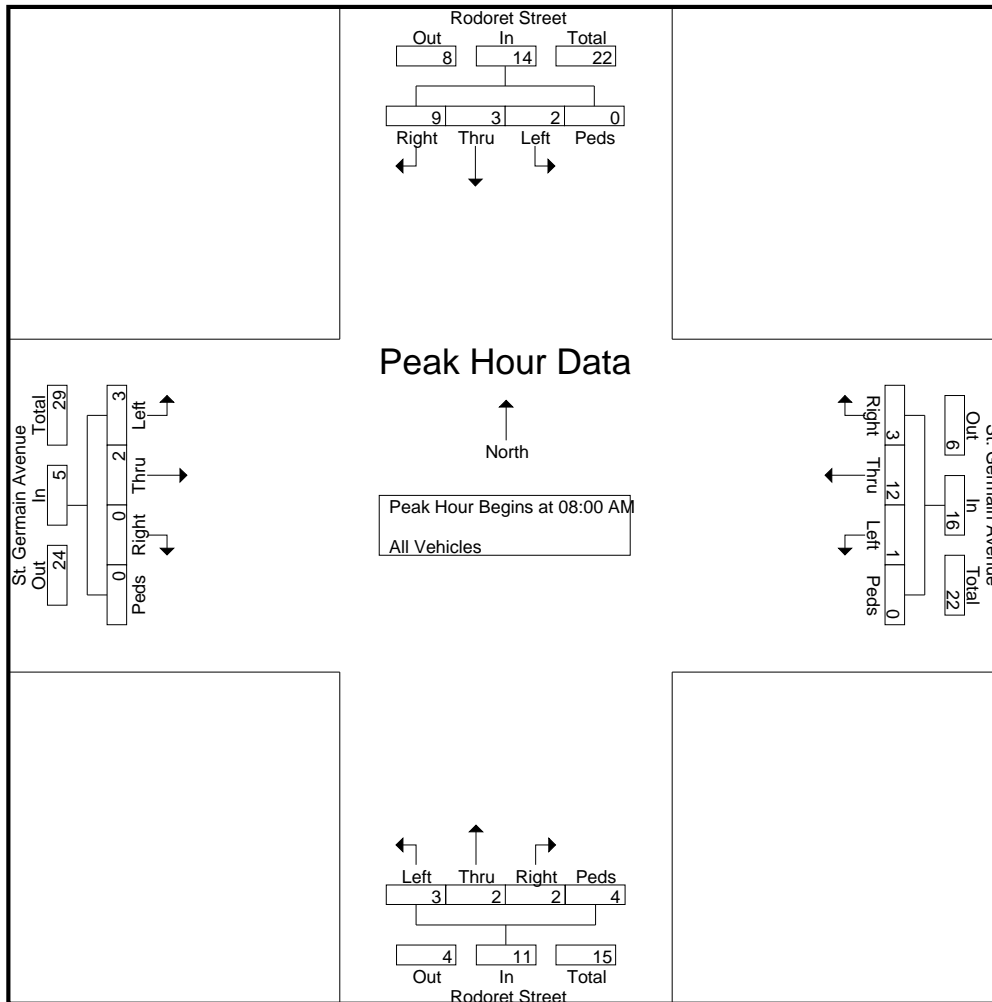 Rodoret Street
Out In Total
8 14 22
9 3 2 0
Right Thru Left Peds
Peak Hour Data
North
Peak Hour Begins at 08:00 AM
All Vehicles
St. Germain Avenue
Total In Out
29 5 24
3 2 0 0
Left Thru Right Peds
St. Germain Avenue
Out In Total
6 16 22
3 12 1 0
Right Thru Left Peds
Left Thru Right Peds
3 2 2 4
4 11 15
Out In Total
Rodoret Street